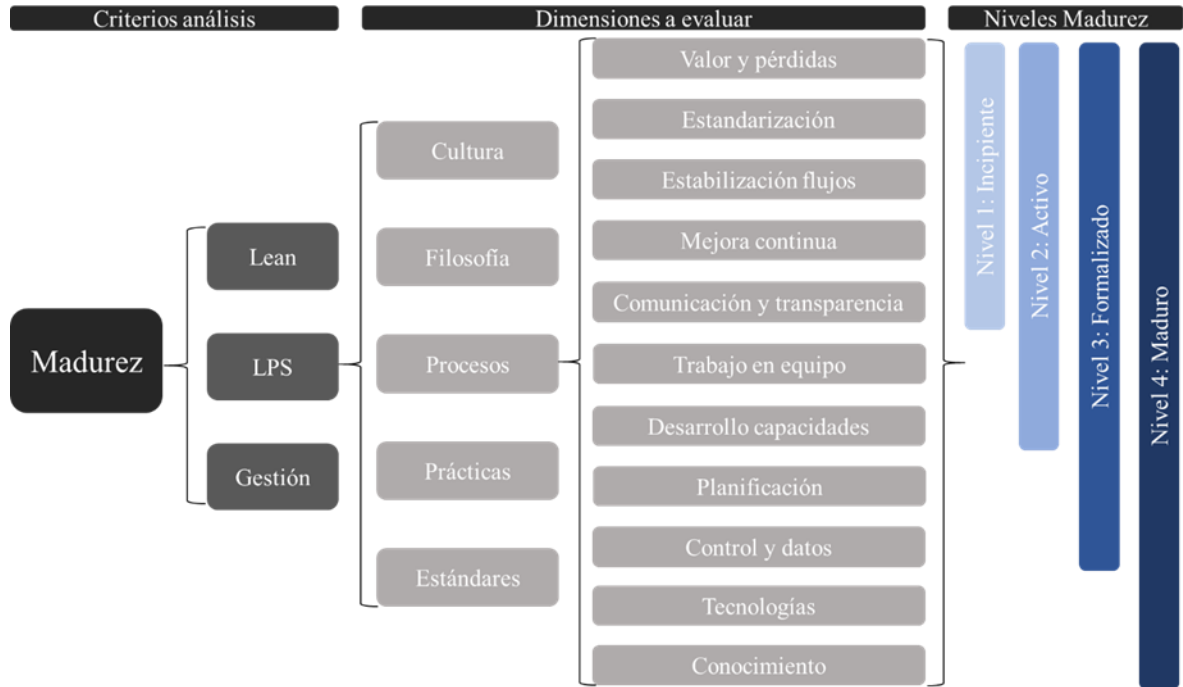 Criterios análisis
Dimensiones a evaluar
Niveles Madurez
Madurez
Lean
LPS
Gestión
Cultura
Filosofía
Procesos
Prácticas
Estándares
Valor y pérdidas
Estandarización
Estabilización flujos
Mejora continua
Comunicación y transparencia
Trabajo en equipo
Desarrollo capacidades
Planificación
Control y datos
Tecnologías
Conocimiento
Nivel 1: Incipiente
Nivel 2: Activo
Nivel 3: Formalizado
Nivel 4: Maduro